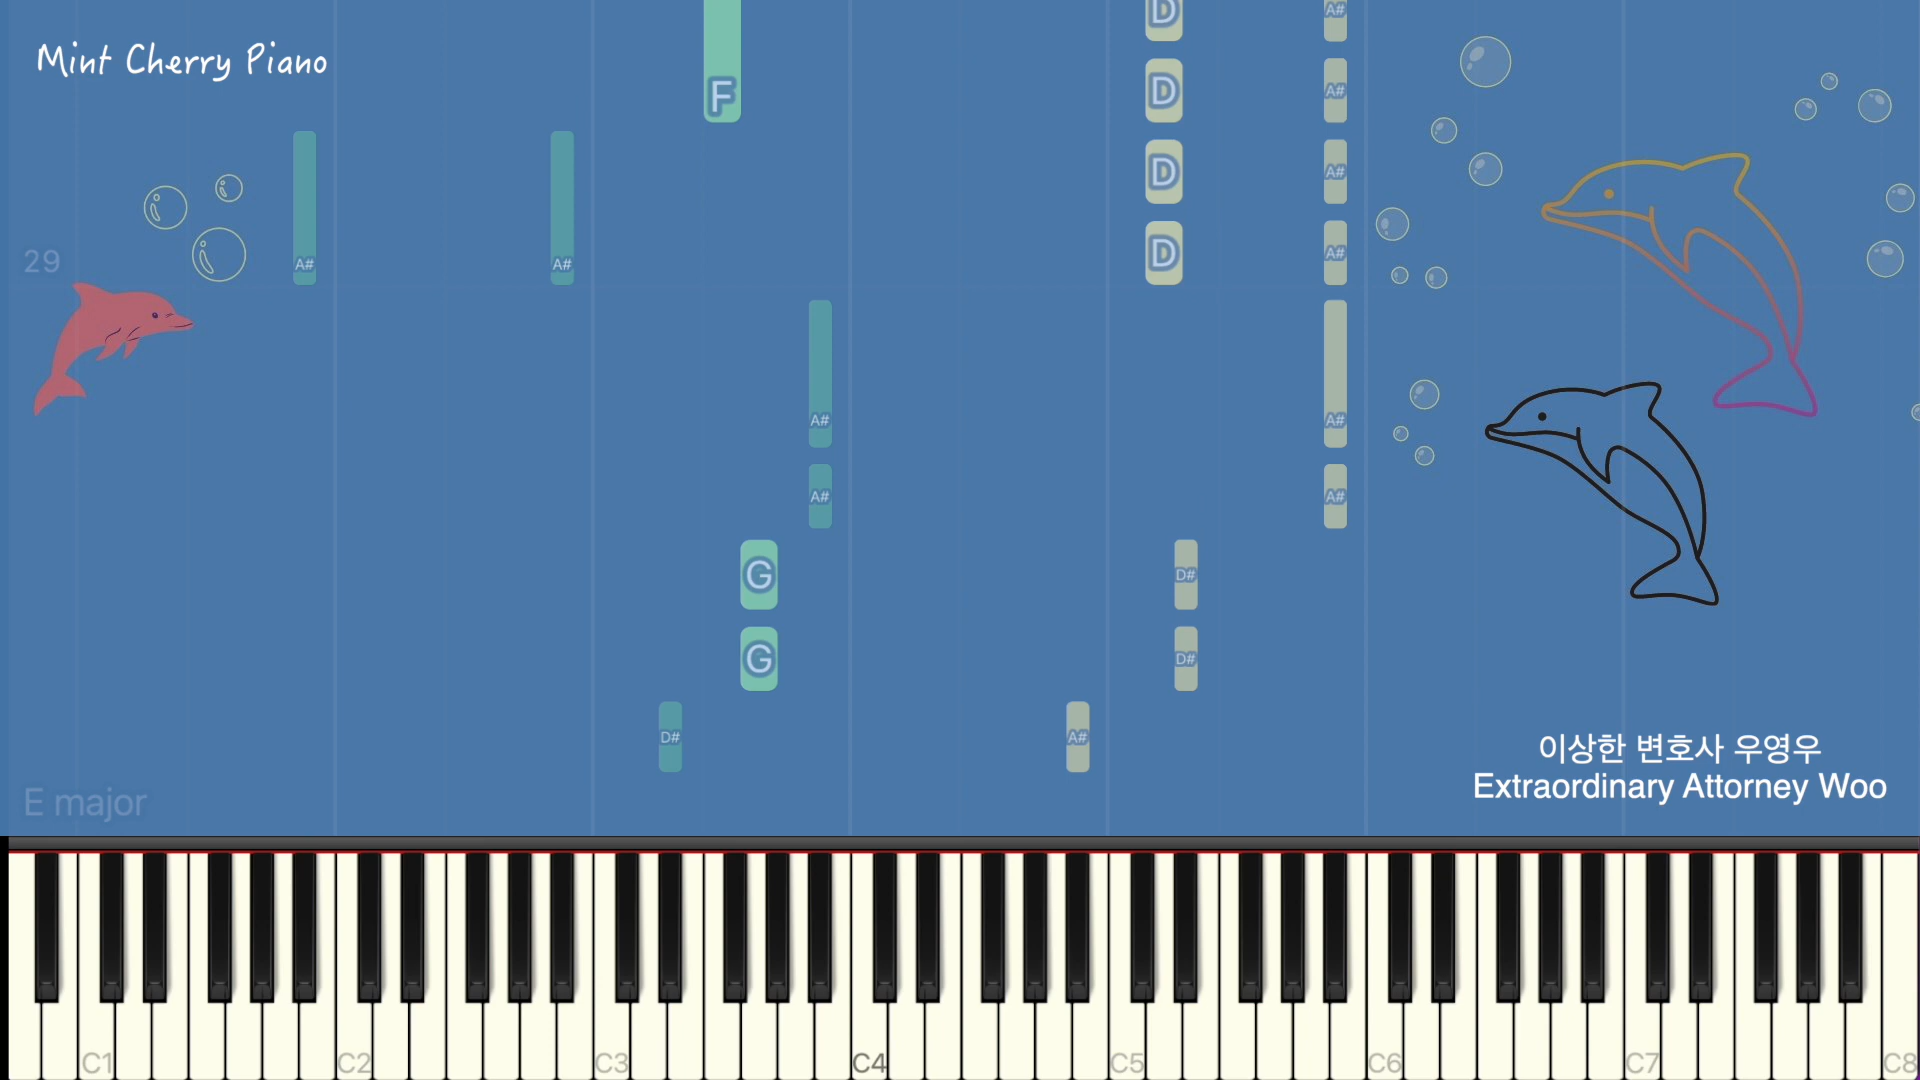 Mint Cherry Piano
D A#
F D A#
D A#
29 A# A# D A#
A# A#
A# A#
G D#
G D#
D# A#
이상한 변호사 우영우
Extraordinary Attorney Woo
E major
C1 C2 C3 C4 C5 C6 C7 C8